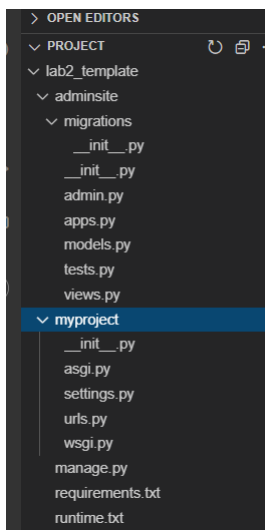 OPEN EDITORS
PROJECT
lab2_template
adminsite
migrations
__init__.py
__init__.py
admin.py
apps.py
models.py
tests.py
views.py
myproject
__init__.py
asgi.py
settings.py
urls.py
wsgi.py
manage.py
requirements.txt
runtime.txt